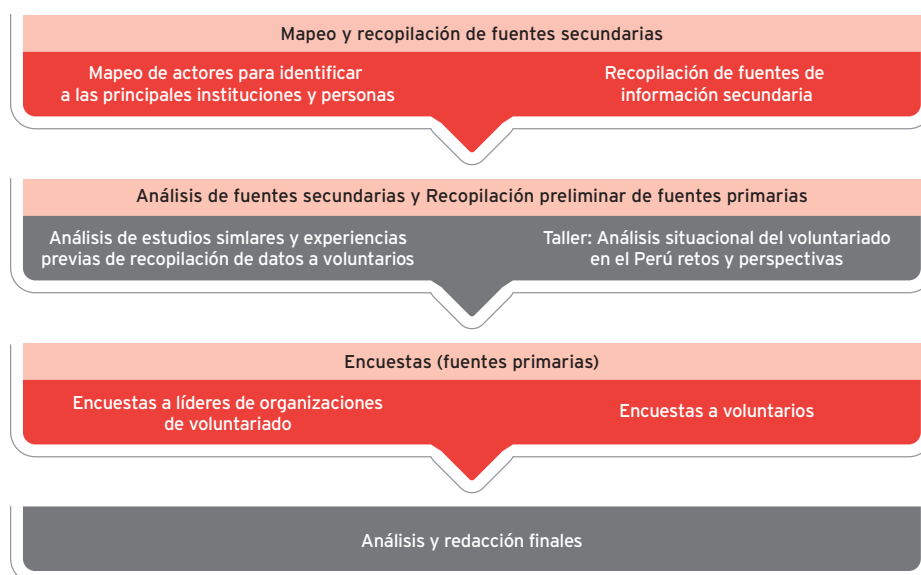 Mapeo y recopilación de fuentes secundarias
Mapeo de actores para identificar
a las principales instituciones y personas
Recopilación de fuentes de
información secundaria
Análisis de fuentes secundarias y Recopilación preliminar de fuentes primarias
Análisis de estudios simlares y experiencias
previas de recopilación de datos a voluntarios
Taller: Análisis situacional del voluntariado
en el Perú retos y perspectivas
Encuestas (fuentes primarias)
Encuestas a líderes de organizaciones
de voluntariado
Encuestas a voluntarios
Análisis y redacción finales